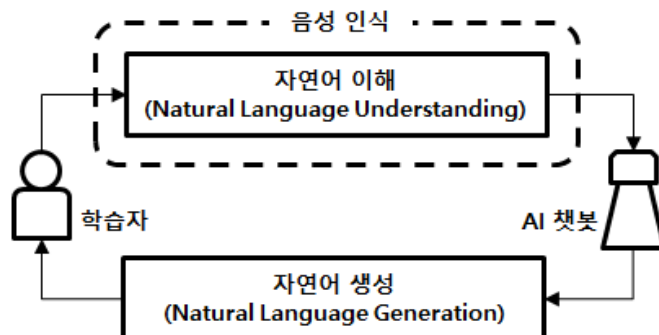 음성 인식
자연어 이해
(Natural Language Understanding)
학습자
AI 챗봇
자연어 생성
(Natural Language Generation)